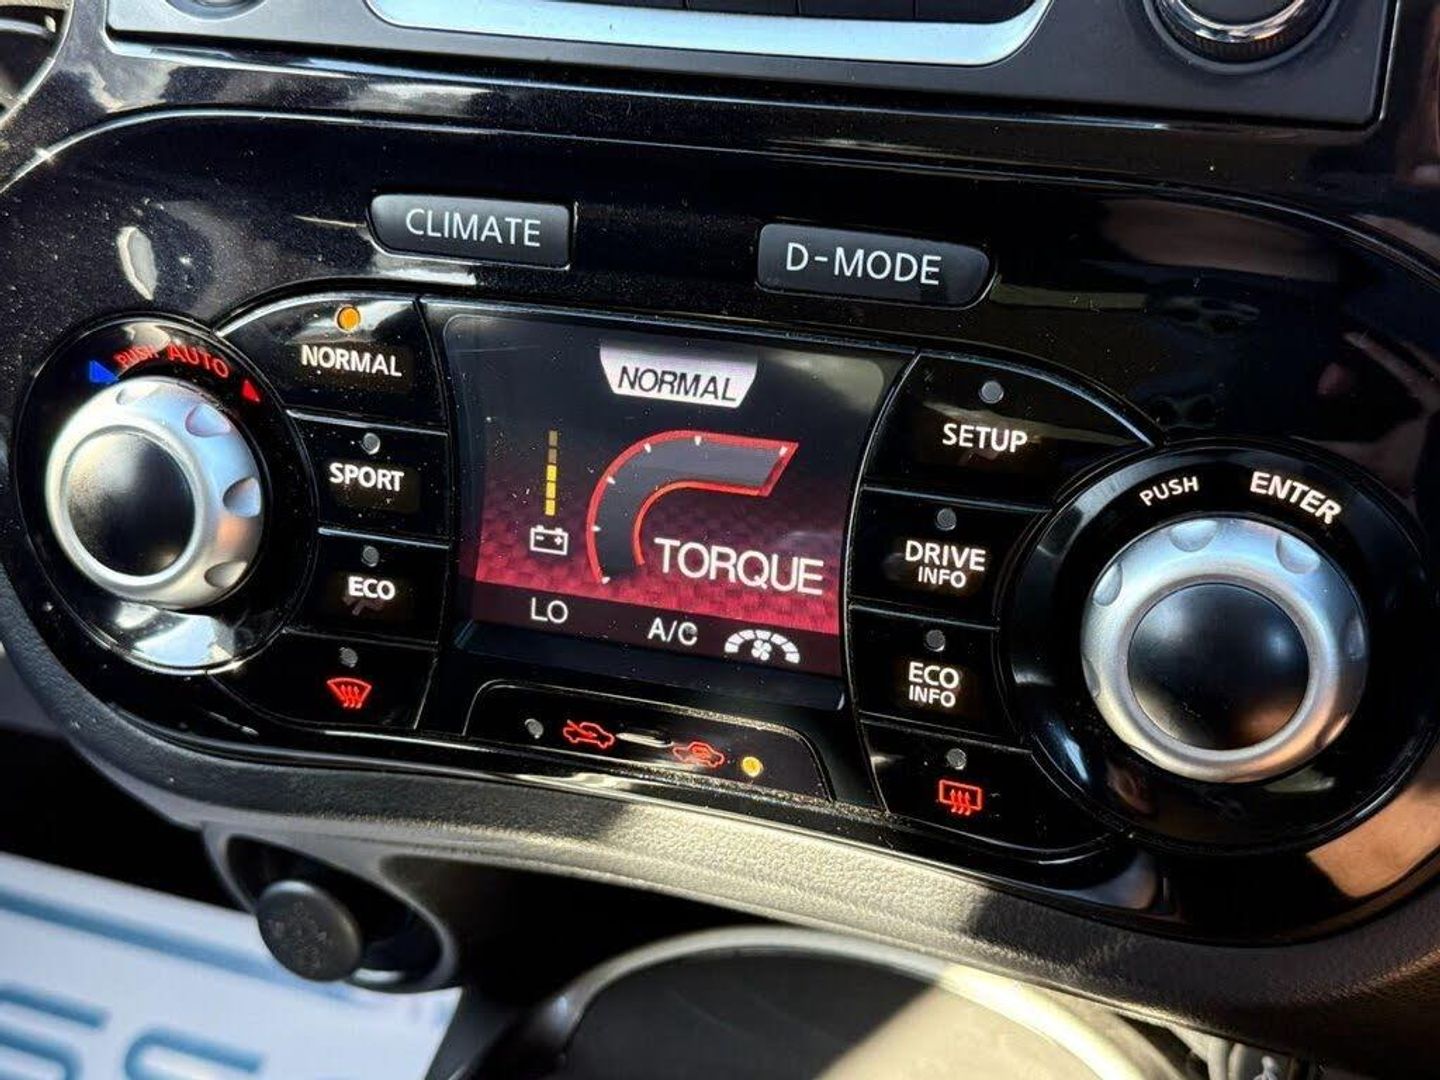 CLIMATE
D-MODE
PUSH AUTO
NORMAL
SPORT
ECO
NORMAL
TORQUE
LO
A/C
SETUP
DRIVE
INFO
ECO
INFO
PUSH ENTER